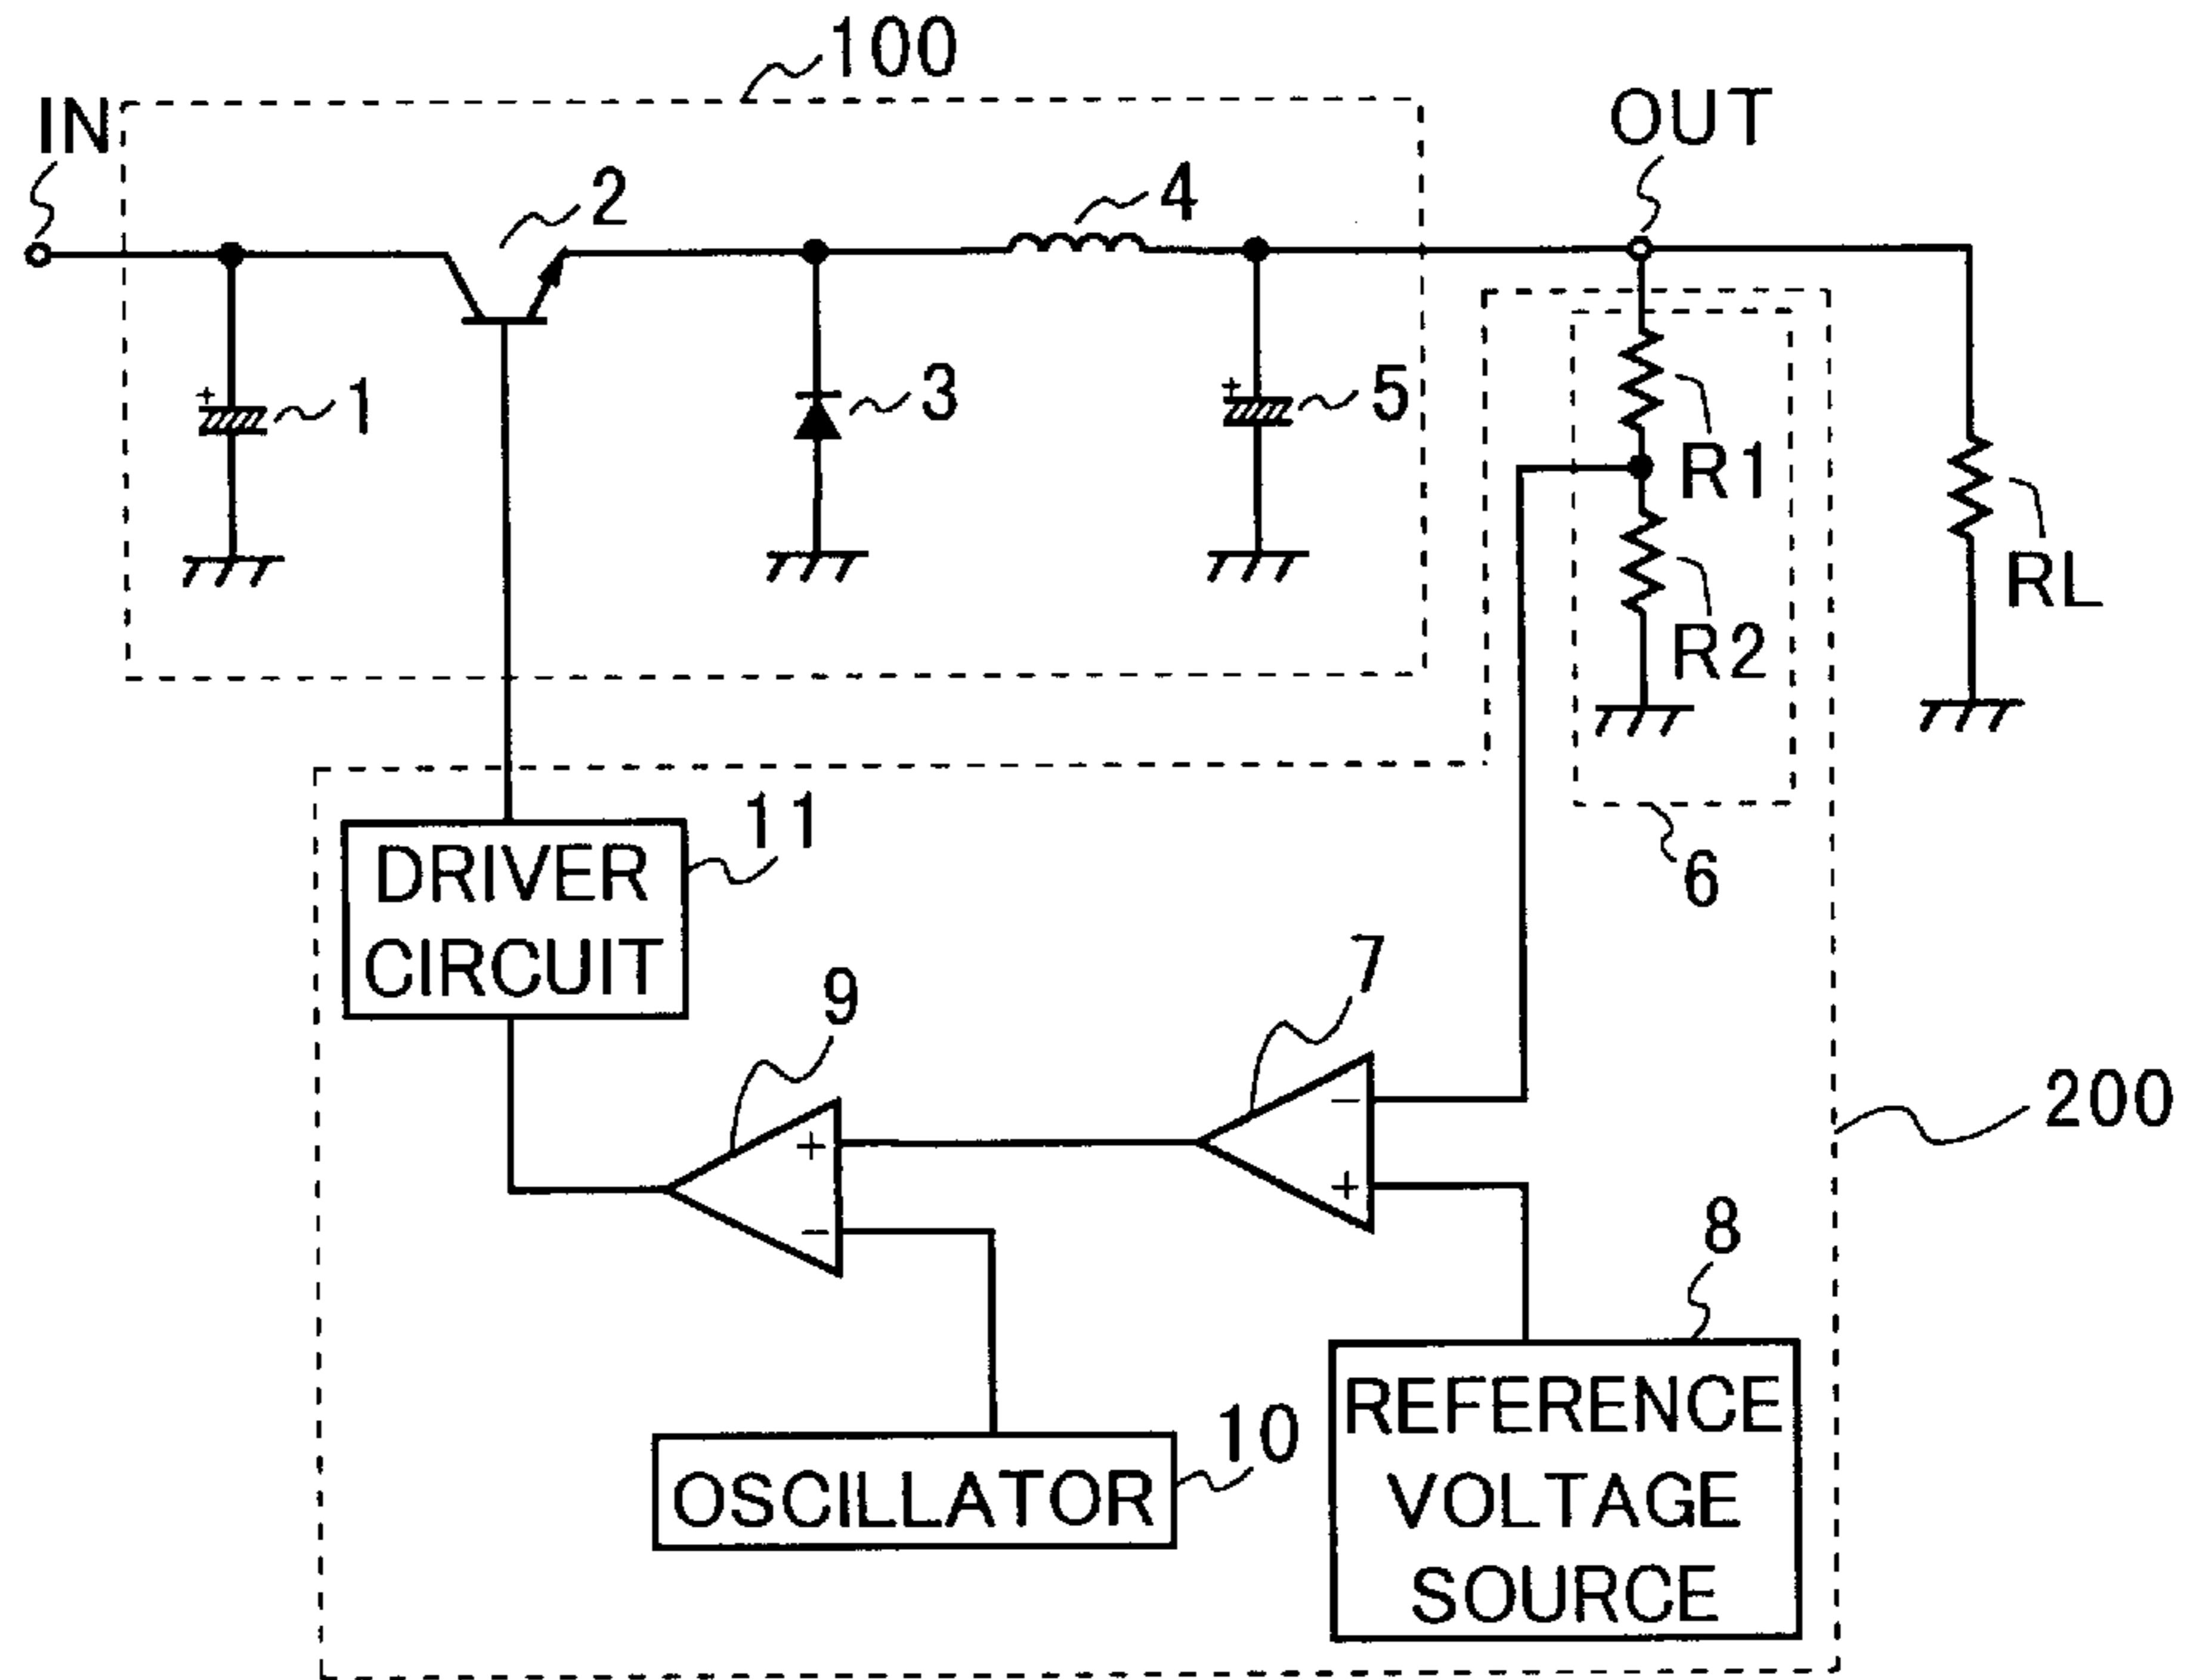 100
IN
OUT
2
4
1
3
5
R1
R2
RL
11
6
DRIVER
CIRCUIT
9
7
+
−
−
+
200
8
10
OSCILLATOR
REFERENCE
VOLTAGE
SOURCE